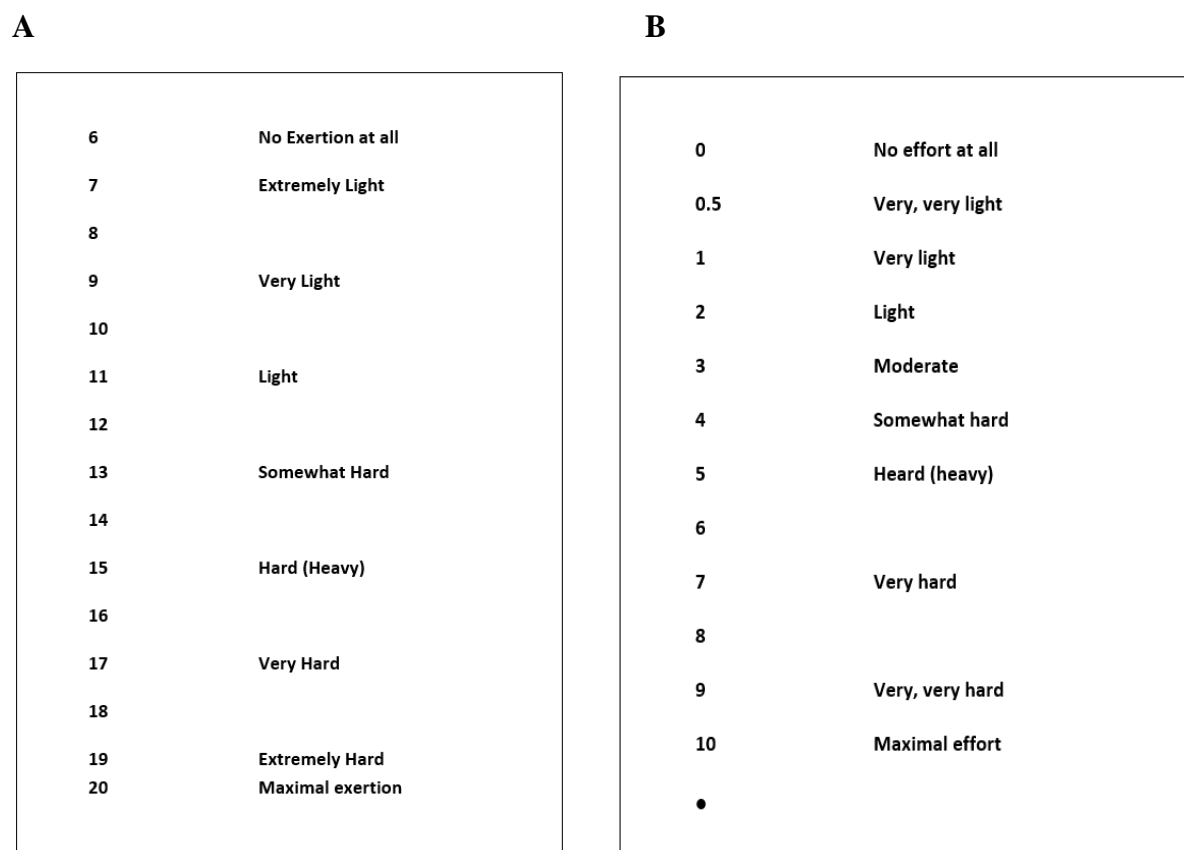 A
6 No Exertion at all
7 Extremely Light
8
9 Very Light
10
11 Light
12
13 Somewhat Hard
14
15 Hard (Heavy)
16
17 Very Hard
18
19 Extremely Hard
20 Maximal exertion
B
0 No effort at all
0.5 Very, very light
1 Very light
2 Light
3 Moderate
4 Somewhat hard
5 Heard (heavy)
6
7 Very hard
8
9 Very, very hard
10 Maximal effort
●